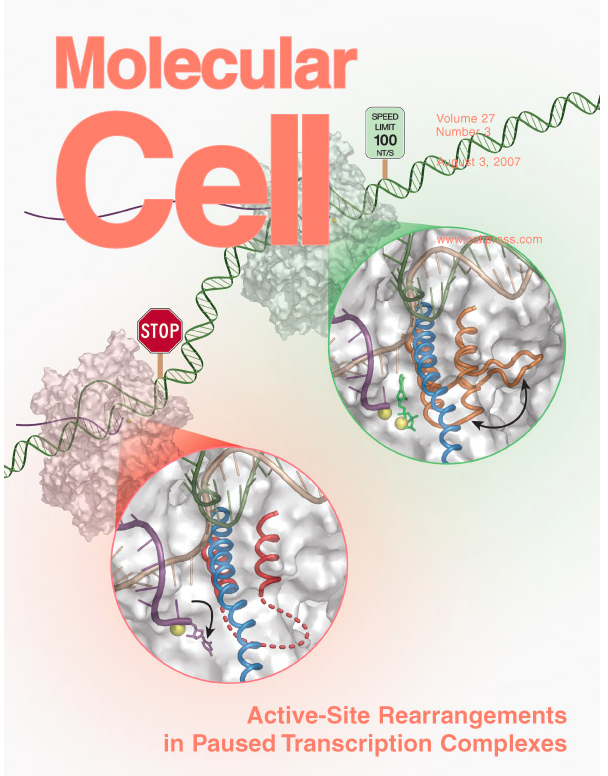 Molecular
Cell
SPEED
LIMIT
100
NT/S
Volume 27
Number 3
August 3, 2007
www.cellpress.com
STOP
Active-Site Rearrangements
in Paused Transcription Complexes